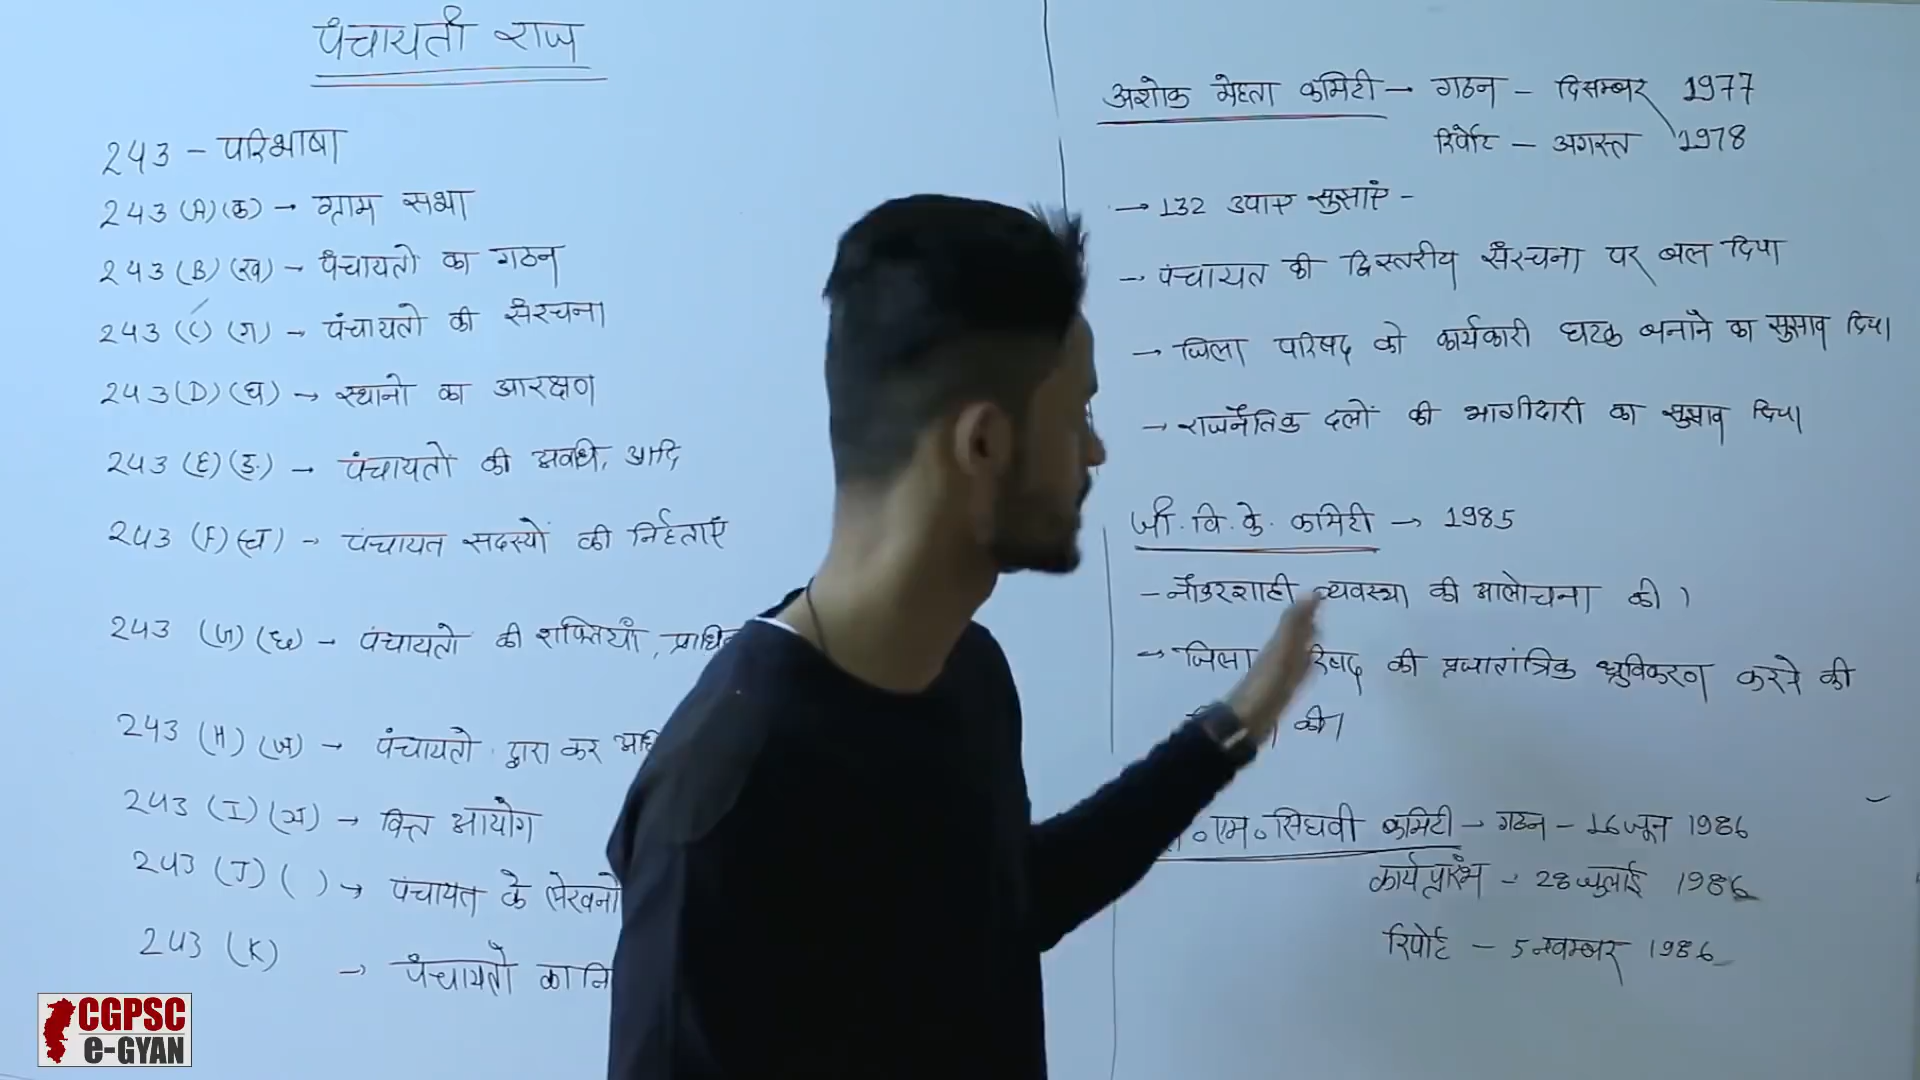 पंचायती राज
243 - परिभाषा
243 (A) (क) → ग्राम सभा
243 (B) (ख) → पंचायतो का गठन
243 (C) (ग) → पंचायतो की संरचना
243 (D) (घ) → स्थानो का आरक्षण
243 (E) (ङ) → पंचायतों की अवधि, आदि
243 (F) (च) → पंचायत सदस्यों की निर्हताएं
243 (G) (छ) → पंचायतो की शक्तियाँ,
243 (H) (ज) → पंचायतो द्वारा कर
243 (I) (झ) → वित्त आयोग
243 (J) ( ) → पंचायत के
243 (K) → पंचायतों का
अशोक मेहता कमिटी → गठन - दिसम्बर 1977
रिर्पोट - अगस्त 1978
→ 132 उपाए सुझाएं -
→ पंचायत की द्विस्तरीय संरचना पर बल दिया
→ जिला परिषद को कार्यकारी घटक बनाने का सुझाव दिया
→ राजनैतिक दलों की भागीदारी का सुझाव दिया
जी. वि. के. कमिटी → 1985
- नौकरशाही व्यवस्था की आलोचना की।
→ जिला की प्रजातांत्रिक ध्रुविकरण करने की
की।
एम० सिंघवी कमिटी → गठन - 16 जून 1986
कार्यप्रारंभ - 28 जुलाई 1986
रिपोर्ट - 5 नवम्बर 1986
CGPSC
e-GYAN